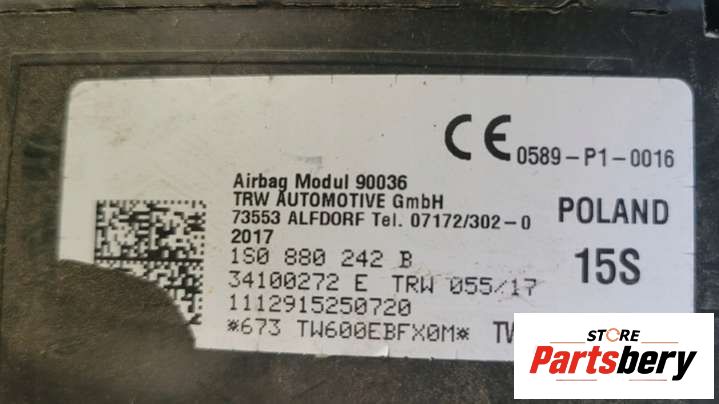 CE 0589-P1-0016
Airbag Modul 90036
TRW AUTOMOTIVE GmbH
73553 ALFDORF Tel. 07172/302-0
2017
POLAND
15S
1S0 880 242 B
34100272 E TRW 055/17
1112915250720
*673 TW600EBFX0M*
STORE
Partsbery